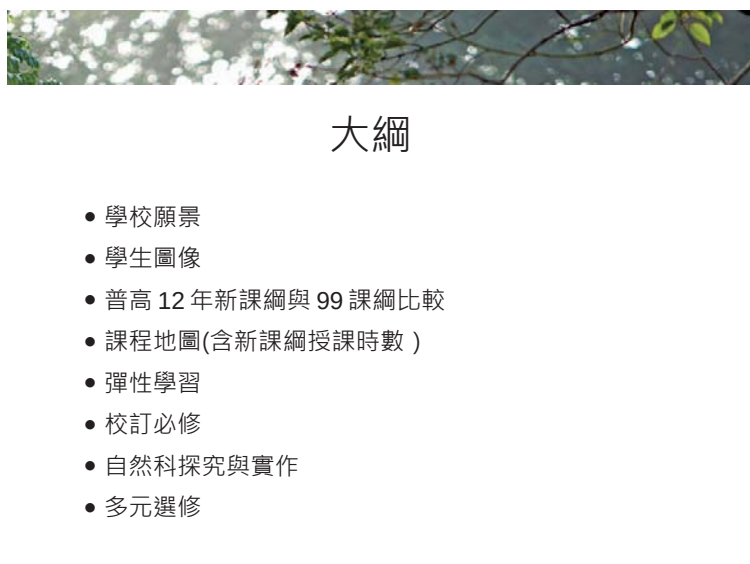 大綱
● 學校願景
● 學生圖像
● 普高 12 年新課綱與 99 課綱比較
● 課程地圖(含新課綱授課時數 )
● 彈性學習
● 校訂必修
● 自然科探究與實作
● 多元選修